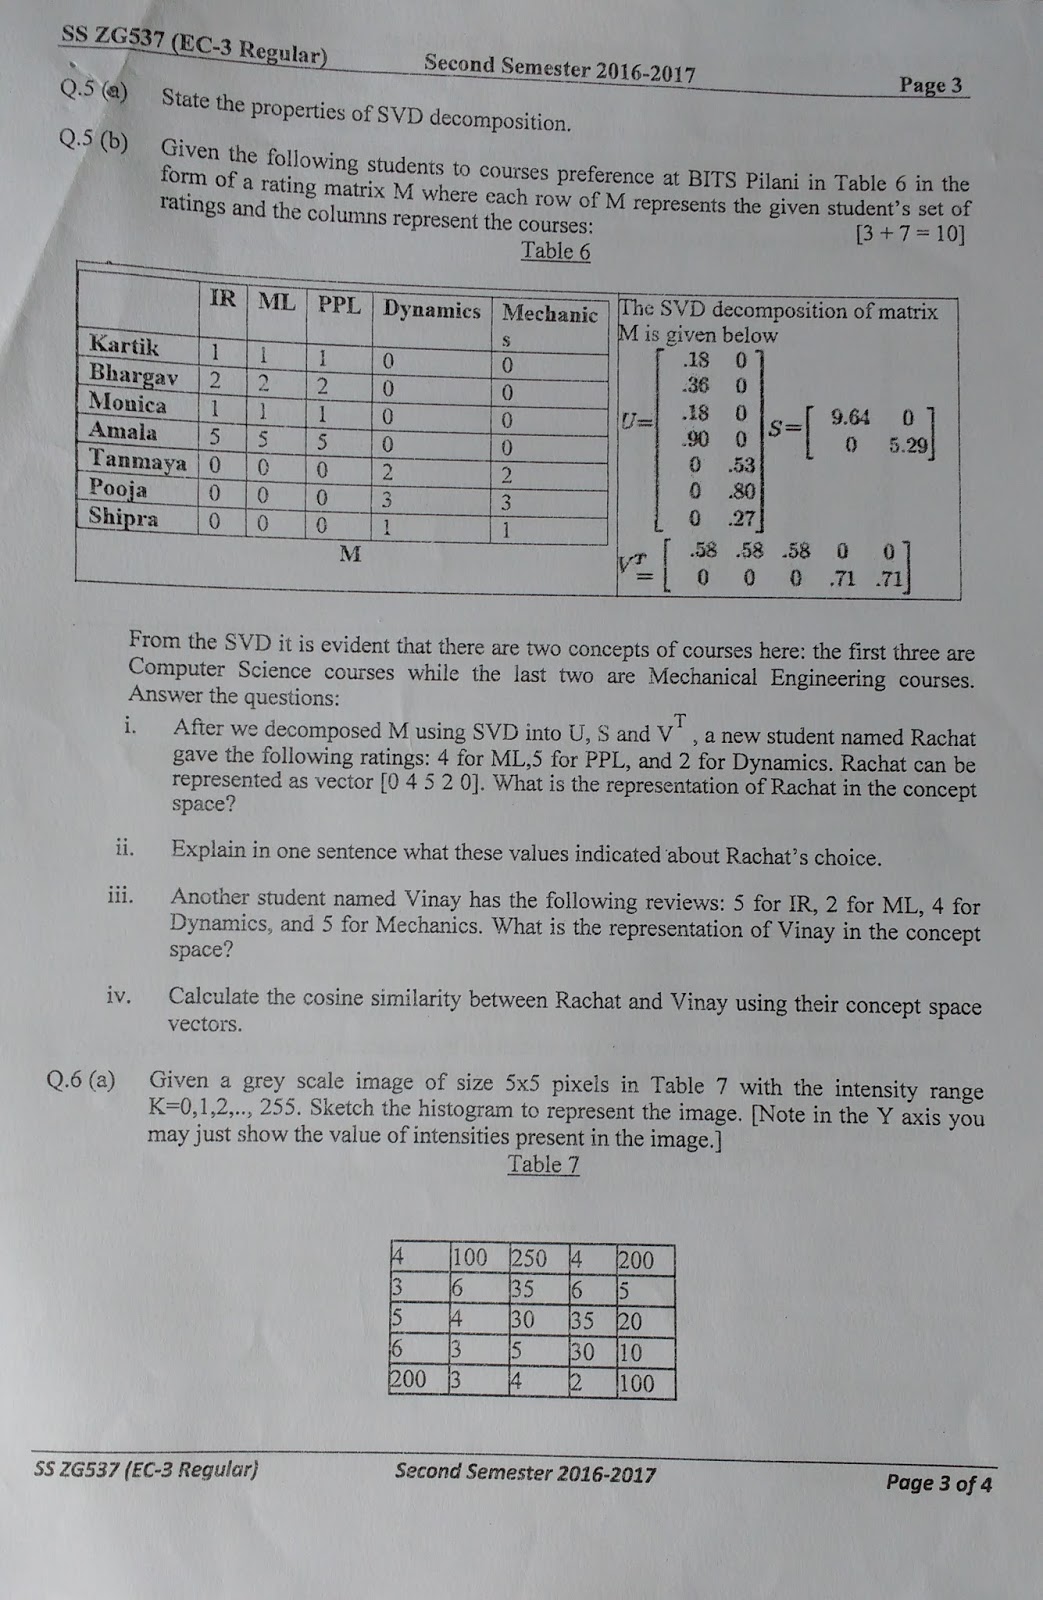 SS ZG537 (EC-3 Regular) Second Semester 2016-2017 Page 3
Q.5 (a) State the properties of SVD decomposition.
Q.5 (b) Given the following students to courses preference at BITS Pilani in Table 6 in the
form of a rating matrix M where each row of M represents the given student's set of
ratings and the columns represent the courses: [3 + 7 = 10]
Table 6
IR ML PPL Dynamics Mechanic
s
Kartik 1 1 1 0 0
Bhargav 2 2 2 0 0
Monica 1 1 1 0 0
Amala 5 5 5 0 0
Tanmaya 0 0 0 2 2
Pooja 0 0 0 3 3
Shipra 0 0 0 1 1
M
The SVD decomposition of matrix
M is given below
U=
.18 0
.36 0
.18 0
.90 0
0 .53
0 .80
0 .27
S=
9.64 0
0 5.29
V^T=
.58 .58 .58 0 0
0 0 0 .71 .71
From the SVD it is evident that there are two concepts of courses here: the first three are
Computer Science courses while the last two are Mechanical Engineering courses.
Answer the questions:
i. After we decomposed M using SVD into U, S and V^T , a new student named Rachat
gave the following ratings: 4 for ML,5 for PPL, and 2 for Dynamics. Rachat can be
represented as vector [0 4 5 2 0]. What is the representation of Rachat in the concept
space?
ii. Explain in one sentence what these values indicated about Rachat's choice.
iii. Another student named Vinay has the following reviews: 5 for IR, 2 for ML, 4 for
Dynamics, and 5 for Mechanics. What is the representation of Vinay in the concept
space?
iv. Calculate the cosine similarity between Rachat and Vinay using their concept space
vectors.
Q.6 (a) Given a grey scale image of size 5x5 pixels in Table 7 with the intensity range
K=0,1,2,.., 255. Sketch the histogram to represent the image. [Note in the Y axis you
may just show the value of intensities present in the image.]
Table 7
4 100 250 4 200
3 6 35 6 5
5 4 30 35 20
6 3 5 30 10
200 3 4 2 100
SS ZG537 (EC-3 Regular) Second Semester 2016-2017 Page 3 of 4